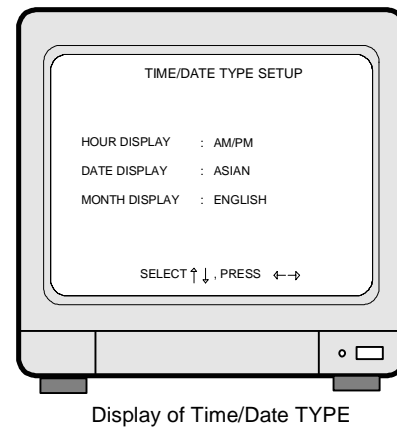 TIME/DATE TYPE SETUP
HOUR DISPLAY : AM/PM
DATE DISPLAY : ASIAN
MONTH DISPLAY : ENGLISH
SELECT ↑ ↓ , PRESS ← →
Display of Time/Date TYPE